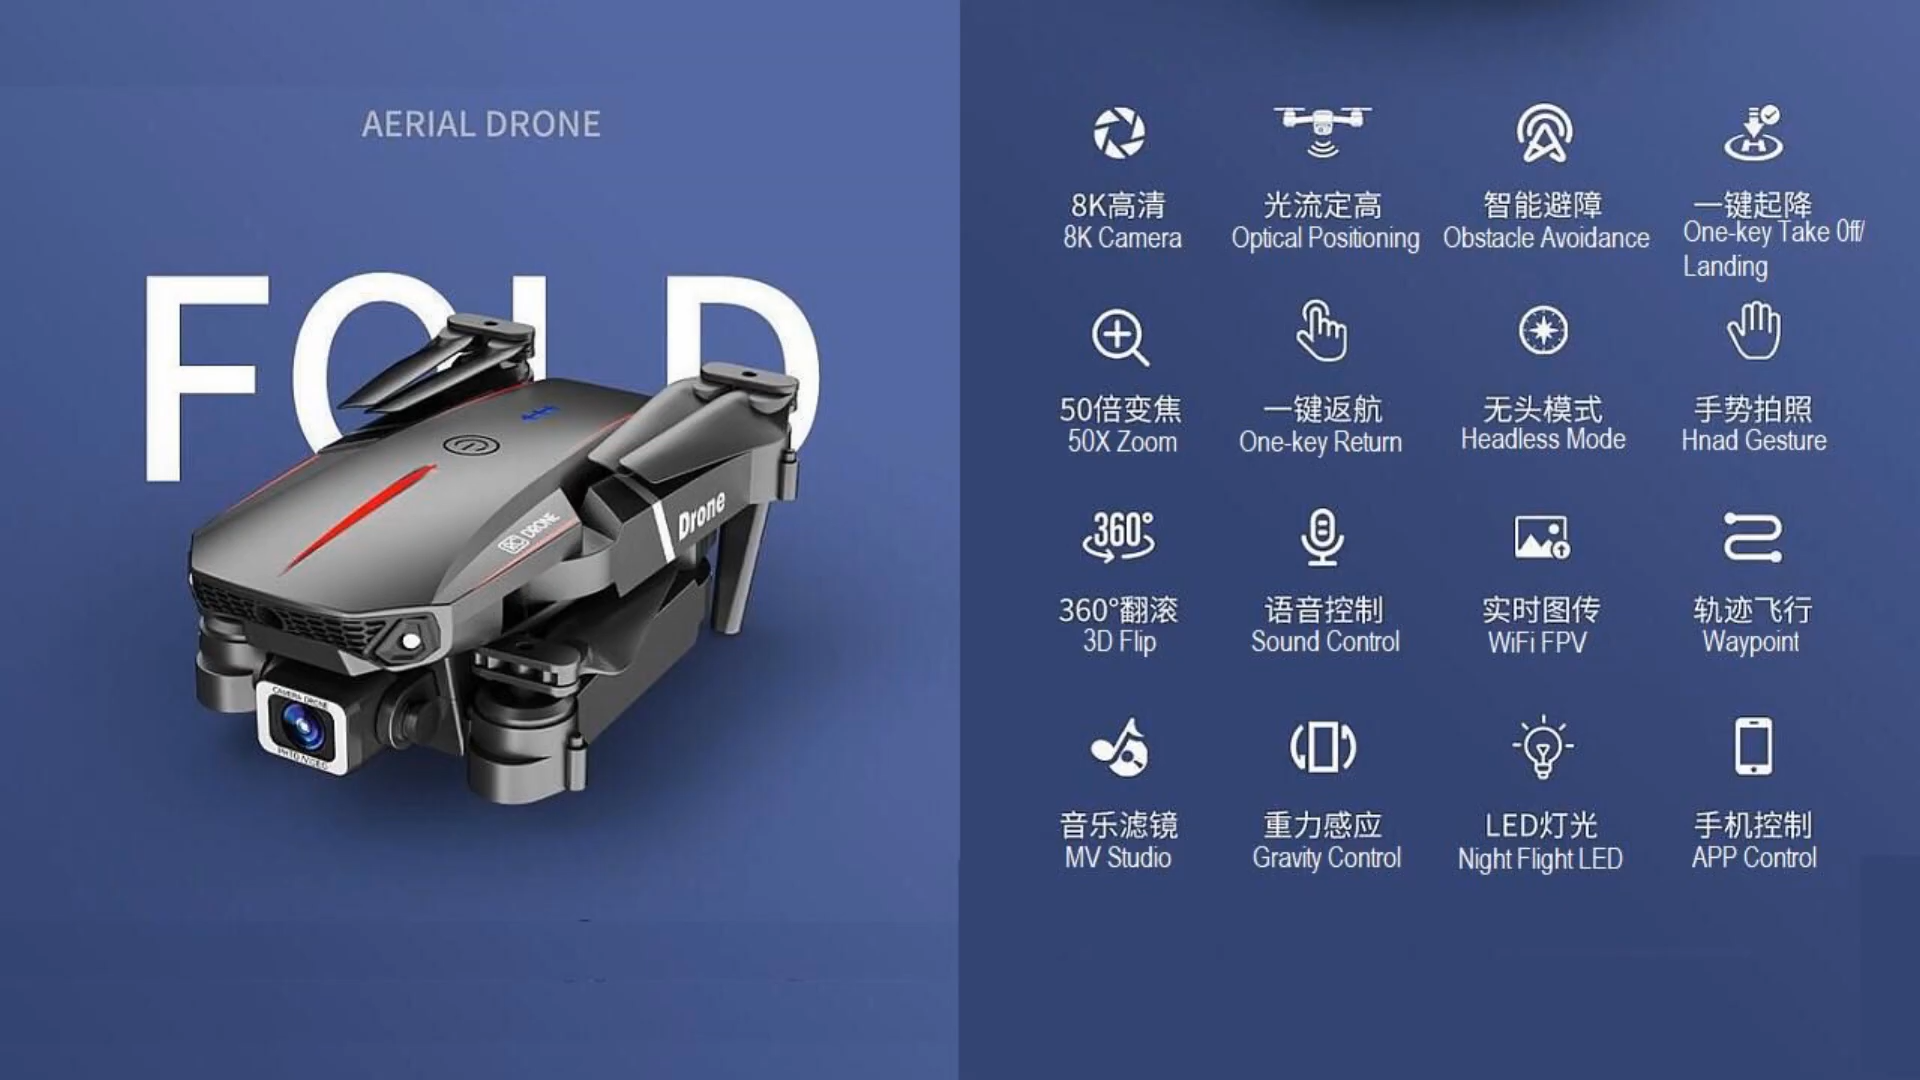 AERIAL DRONE
FOLD
Drone
DRONE
CAMERA DRONE
8K高清
8K Camera
光流定高
Optical Positioning
智能避障
Obstacle Avoidance
一键起降
One-key Take Off/
Landing
50倍变焦
50X Zoom
一键返航
One-key Return
无头模式
Headless Mode
手势拍照
Hnad Gesture
360°
360°翻滚
3D Flip
语音控制
Sound Control
实时图传
WiFi FPV
轨迹飞行
Waypoint
音乐滤镜
MV Studio
重力感应
Gravity Control
LED灯光
Night Flight LED
手机控制
APP Control